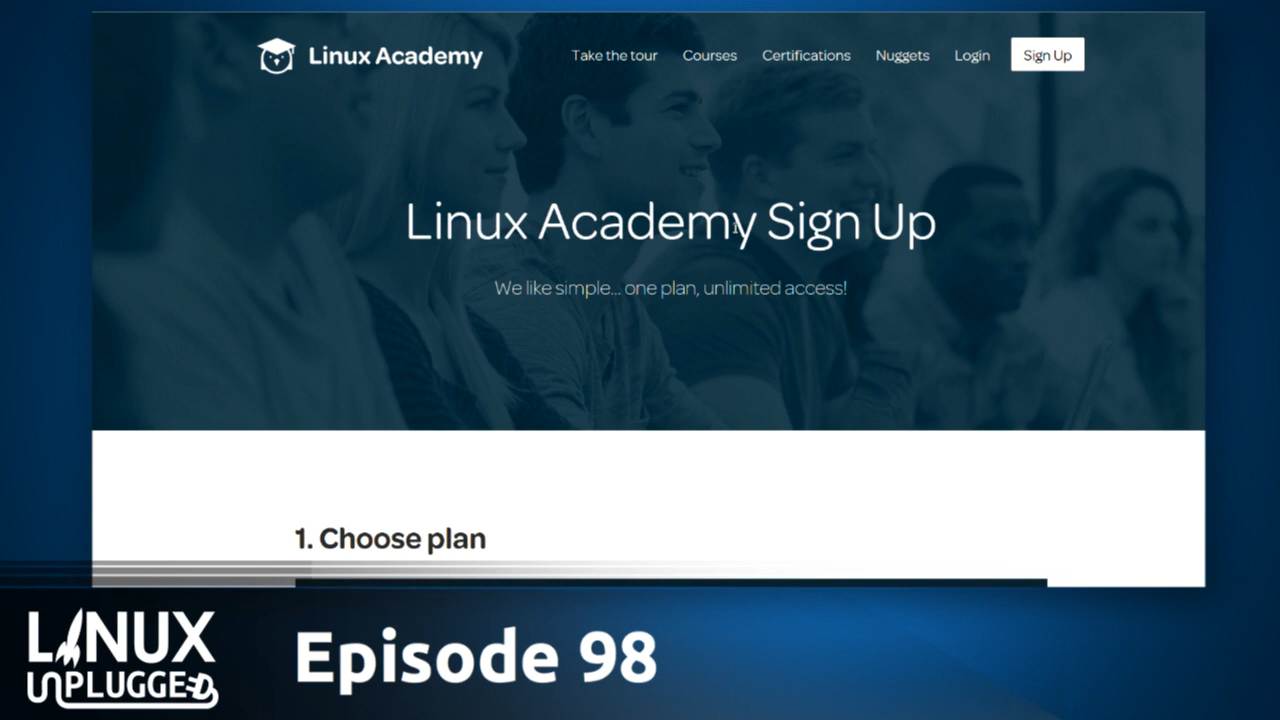 Linux Academy
Take the tour Courses Certifications Nuggets Login Sign Up
Linux Academy Sign Up
We like simple... one plan, unlimited access!
1. Choose plan
LINUX
UNPLUGGED
Episode 98